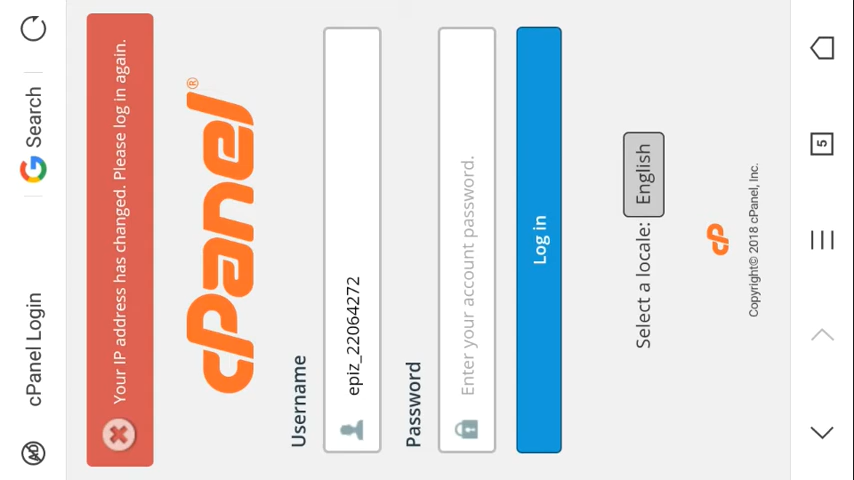 AD cPanel Login Search
Your IP address has changed. Please log in again.
cPanel®
Username
epiz_22064272
Password
Enter your account password.
Log in
Select a locale: English
cP
Copyright© 2018 cPanel, Inc.
5